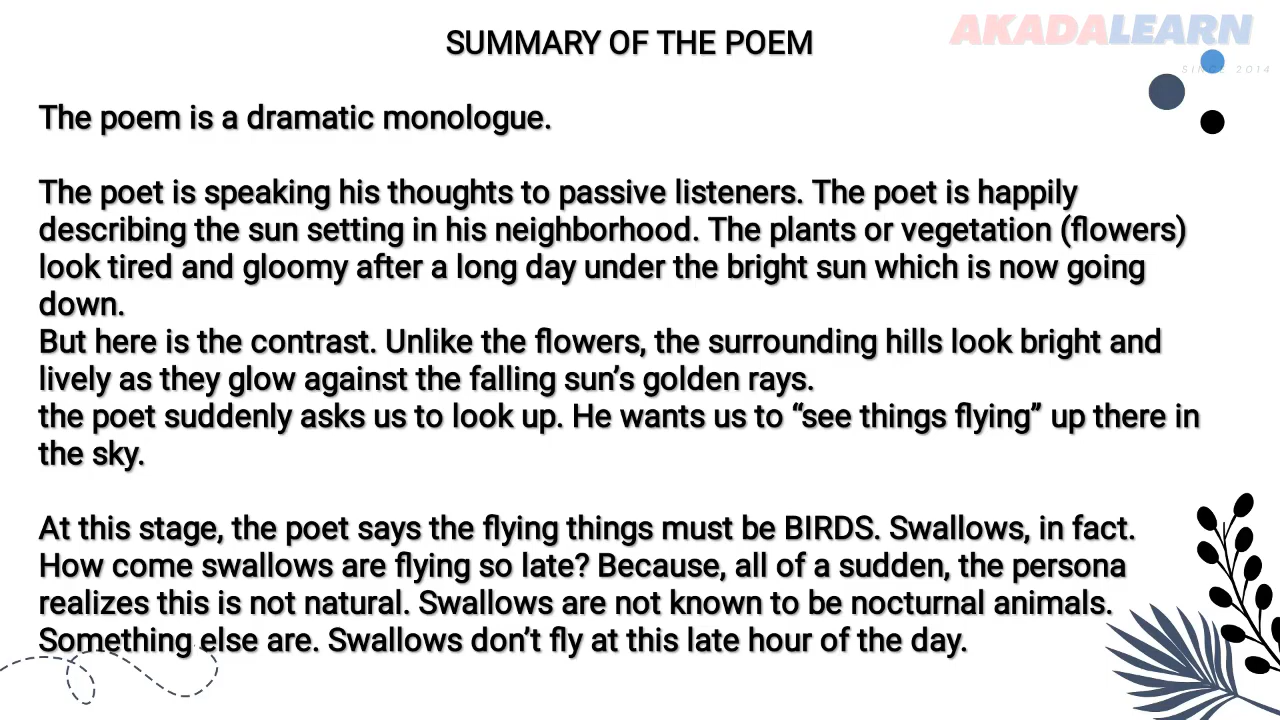 SUMMARY OF THE POEM
AKADALEARN
SINCE 2014
The poem is a dramatic monologue.
The poet is speaking his thoughts to passive listeners. The poet is happily
describing the sun setting in his neighborhood. The plants or vegetation (flowers)
look tired and gloomy after a long day under the bright sun which is now going
down.
But here is the contrast. Unlike the flowers, the surrounding hills look bright and
lively as they glow against the falling sun’s golden rays.
the poet suddenly asks us to look up. He wants us to “see things flying” up there in
the sky.
At this stage, the poet says the flying things must be BIRDS. Swallows, in fact.
How come swallows are flying so late? Because, all of a sudden, the persona
realizes this is not natural. Swallows are not known to be nocturnal animals.
Something else are. Swallows don’t fly at this late hour of the day.